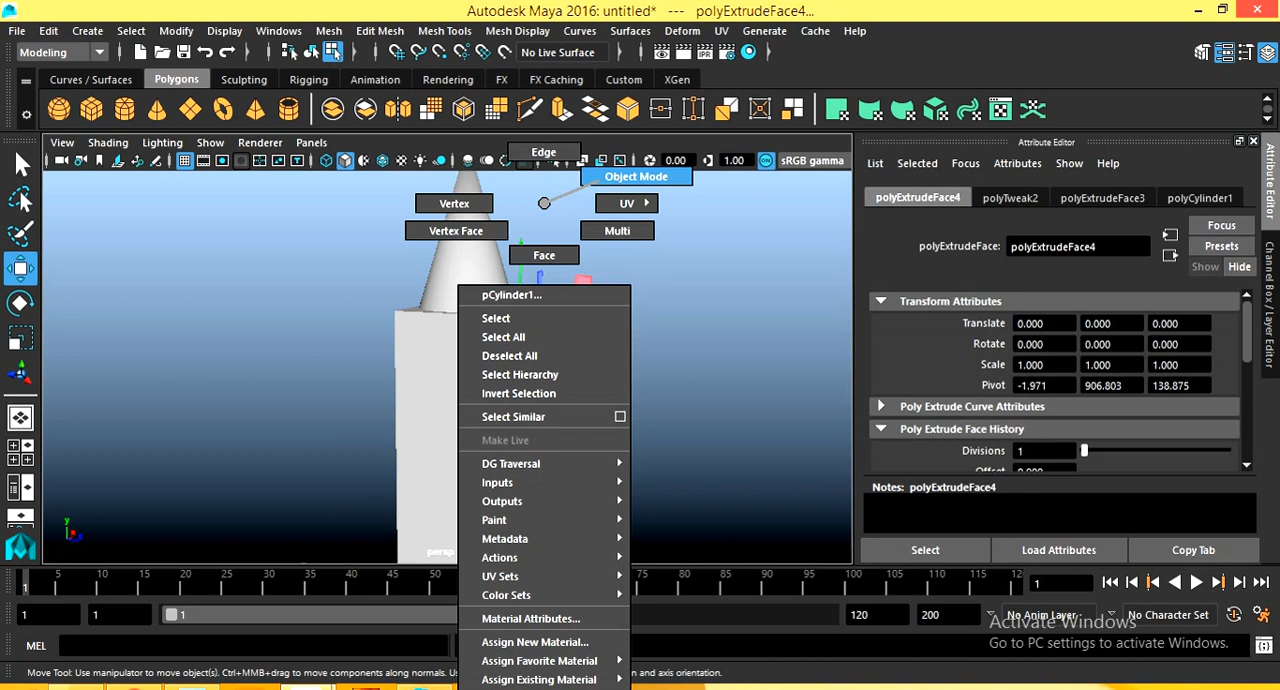 Autodesk Maya 2016: untitled*   ---   polyExtrudeFace4...
File Edit Create Select Modify Display Windows Mesh Edit Mesh Mesh Tools Mesh Display Curves Surfaces Deform UV Generate Cache Help
Modeling No Live Surface
Curves / Surfaces Polygons Sculpting Rigging Animation Rendering FX FX Caching Custom XGen
View Shading Lighting Show Renderer Panels
0.00 1.00 sRGB gamma
Edge
Object Mode
Vertex UV
Vertex Face Multi
Face
pCylinder1...
Select
Select All
Deselect All
Select Hierarchy
Invert Selection
Select Similar
Make Live
DG Traversal
Inputs
Outputs
Paint
Metadata
Actions
UV Sets
Color Sets
Material Attributes...
Assign New Material...
Assign Favorite Material
Assign Existing Material
y
persp
Attribute Editor
List Selected Focus Attributes Show Help
polyExtrudeFace4 polyTweak2 polyExtrudeFace3 polyCylinder1
Focus
polyExtrudeFace: polyExtrudeFace4 Presets
Show Hide
Transform Attributes
Translate 0.000 0.000 0.000
Rotate 0.000 0.000 0.000
Scale 1.000 1.000 1.000
Pivot -1.971 906.803 138.875
Poly Extrude Curve Attributes
Poly Extrude Face History
Divisions 1
Notes: polyExtrudeFace4
Select Load Attributes Copy Tab
Attribute Editor
Channel Box / Layer Editor
1 5 10 15 20 25 30 35 40 45 50 75 80 85 90 95 100 105 110 115 12 1
1 1 1 120 200 No Anim Layer No Character Set
Activate Windows
Go to PC settings to activate Windows.
MEL
Move Tool: Use manipulator to move object(s). Ctrl+MMB+drag to move components along normals. Us and axis orientation.